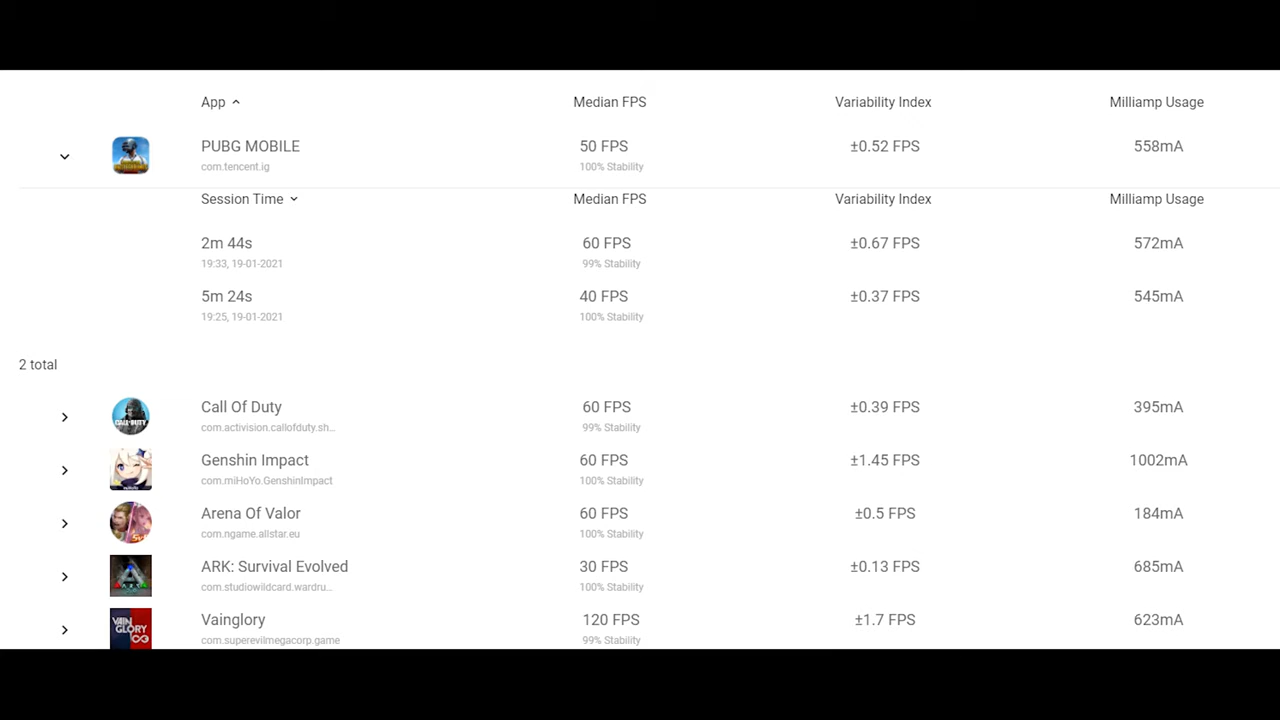 App Median FPS Variability Index Milliamp Usage
PUBG MOBILE 50 FPS ±0.52 FPS 558mA
com.tencent.ig 100% Stability
Session Time Median FPS Variability Index Milliamp Usage
2m 44s 60 FPS ±0.67 FPS 572mA
19:33, 19-01-2021 99% Stability
5m 24s 40 FPS ±0.37 FPS 545mA
19:25, 19-01-2021 100% Stability
2 total
Call Of Duty 60 FPS ±0.39 FPS 395mA
CALL DUTY
com.activision.callofduty.sh... 99% Stability
Genshin Impact 60 FPS ±1.45 FPS 1002mA
com.miHoYo.GenshinImpact 100% Stability
miHoYo
Arena Of Valor 60 FPS ±0.5 FPS 184mA
com.ngame.allstar.eu 100% Stability
ARK: Survival Evolved 30 FPS ±0.13 FPS 685mA
com.studiowildcard.wardru... 100% Stability
Vainglory 120 FPS ±1.7 FPS 623mA
VAIN
GLORY
com.superevilmegacorp.game 99% Stability